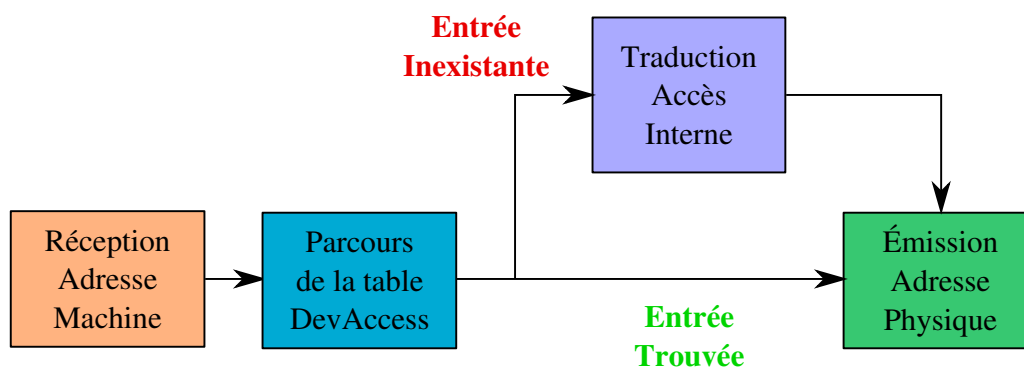 Entrée
Inexistante
Traduction
Accès
Interne
Réception
Adresse
Machine
Parcours
de la table
DevAccess
Émission
Adresse
Physique
Entrée
Trouvée